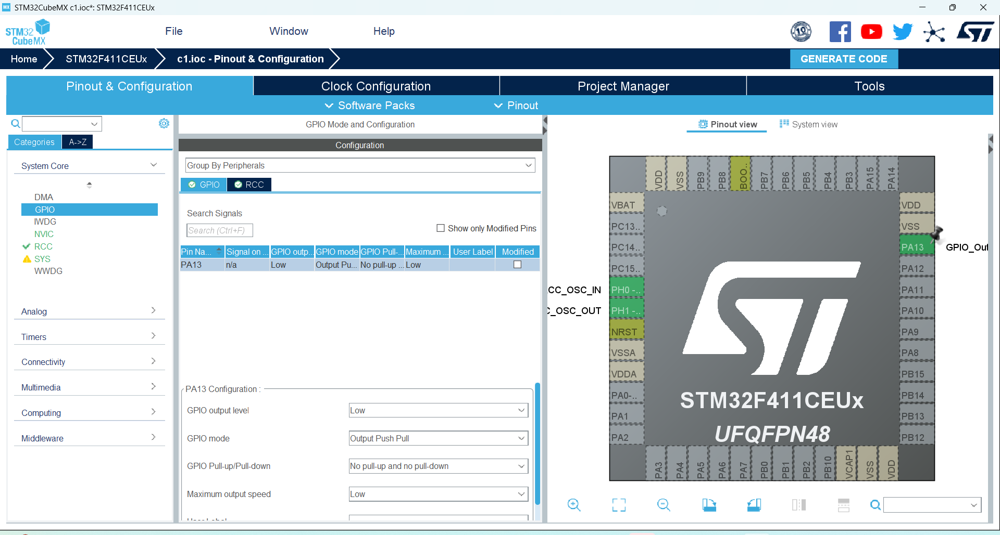 MX STM32CubeMX c1.ioc*: STM32F411CEUx
STM32 CubeMX
File Window Help
10
Home STM32F411CEUx c1.ioc - Pinout & Configuration GENERATE CODE
Pinout & Configuration Clock Configuration Project Manager Tools
Software Packs Pinout
GPIO Mode and Configuration
Pinout view System view
Categories A->Z
Configuration
System Core
Group By Peripherals
GPIO RCC
DMA
GPIO
IWDG
NVIC
RCC
SYS
WWDG
Analog
Timers
Connectivity
Multimedia
Computing
Middleware
Search Signals
Search (Ctrl+F)
Show only Modified Pins
Pin Na... Signal on ... GPIO outp... GPIO mode GPIO Pull-... Maximum ... User Label Modified
PA13 n/a Low Output Pu... No pull-up ... Low
PA13 Configuration :
GPIO output level Low
GPIO mode Output Push Pull
GPIO Pull-up/Pull-down No pull-up and no pull-down
Maximum output speed Low
User Label
VDD VSS PB9 PB8 BOO.. PB7 PB6 PB5 PB4 PB3 PA15 PA14
VBAT VDD
PC13.. VSS
PC14.. PA13 GPIO_Out
PC15.. PA12
CC_OSC_IN PH0 -.. PA11
C_OSC_OUT PH1 -.. PA10
NRST PA9
VSSA PA8
VDDA PB15
PA0-.. PB14
PA1 PB13
PA2 PB12
STM32F411CEUx
UFQFPN48
PA3 PA4 PA5 PA6 PA7 PB0 PB1 PB2 PB10 VCAP1 VSS VDD